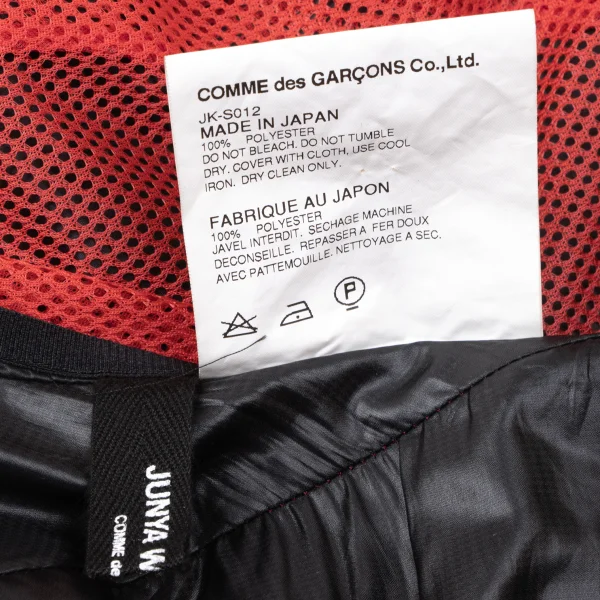 COMME des GARÇONS Co.,Ltd.
JK-S012
MADE IN JAPAN
100% POLYESTER
DO NOT BLEACH. DO NOT TUMBLE
DRY. COVER WITH CLOTH, USE COOL
IRON. DRY CLEAN ONLY.
FABRIQUE AU JAPON
100% POLYESTER
JAVEL INTERDIT. SECHAGE MACHINE
DECONSEILLE. REPASSER A FER DOUX
AVEC PATTEMOUILLE. NETTOYAGE A SEC.
P
JUNYA W
COMME de